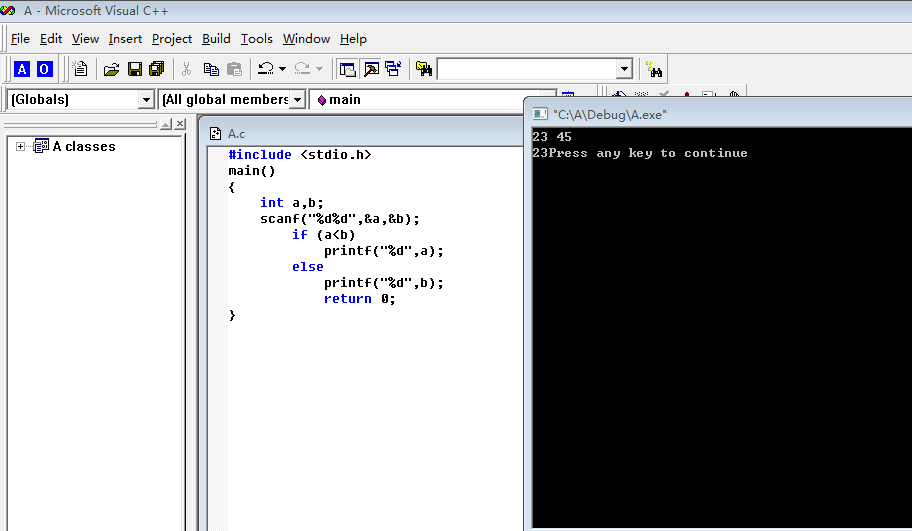 A - Microsoft Visual C++
File Edit View Insert Project Build Tools Window Help
A O
(Globals) (All global members main
"C:\A\Debug\A.exe"
A classes
A.c
#include <stdio.h>
main()
{
int a,b;
scanf("%d%d",&a,&b);
if (a<b)
printf("%d",a);
else
printf("%d",b);
return 0;
}
23 45
23Press any key to continue